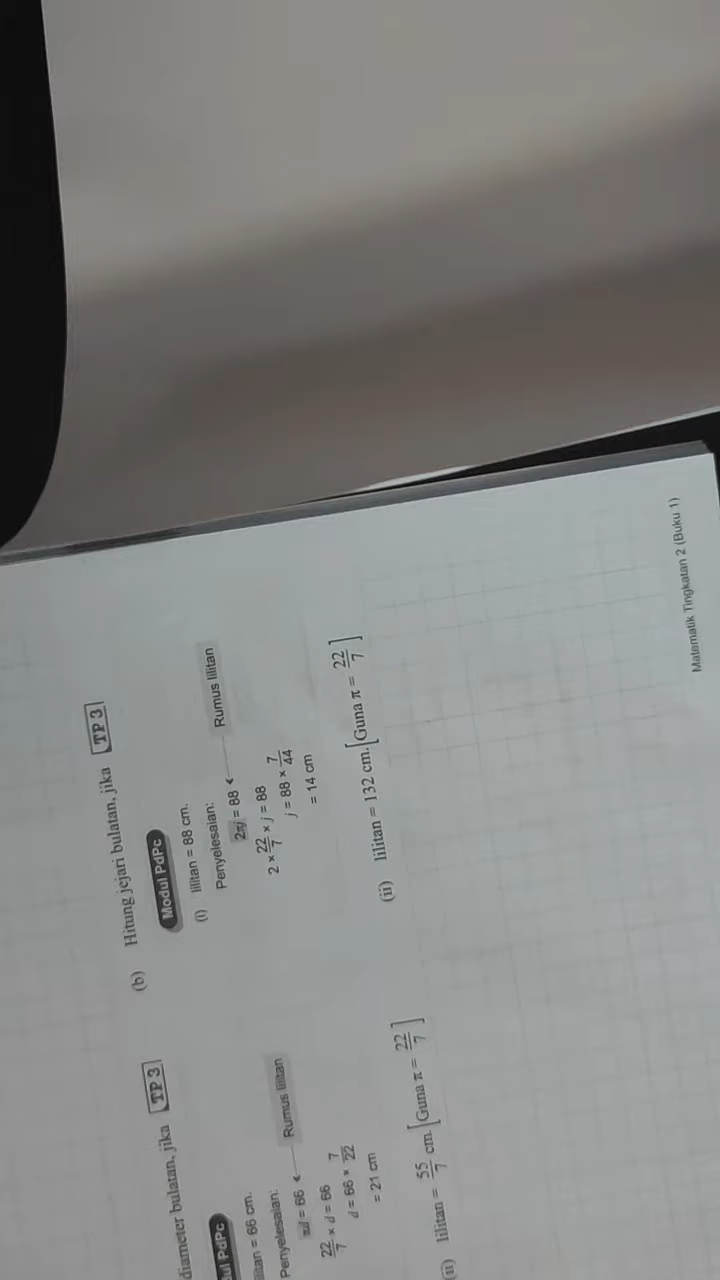 diameter bulatan, jika TP 3
PdPc
= 66 cm.
Penyelesaian:
πd = 66 Rumus lilitan
22/7 × d = 66
d = 66 × 7/22
= 21 cm
(ii) lilitan = 55/7 cm. [Guna π = 22/7]
(b) Hitung jejari bulatan, jika TP 3
Modul PdPc
(i) lilitan = 88 cm.
Penyelesaian:
2πj = 88 Rumus lilitan
2 × 22/7 × j = 88
j = 88 × 7/44
= 14 cm
(ii) lilitan = 132 cm. [Guna π = 22/7]
Matematik Tingkatan 2 (Buku 1)